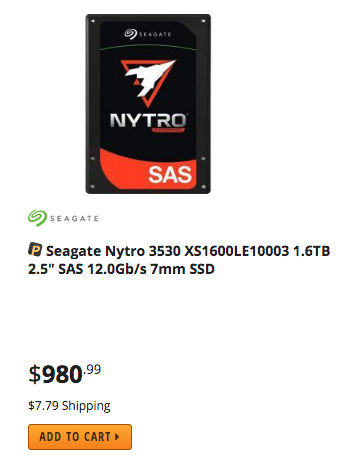 SEAGATE
NYTRO
SAS
SEAGATE
P Seagate Nytro 3530 XS1600LE10003 1.6TB
2.5" SAS 12.0Gb/s 7mm SSD
$980.99
$7.79 Shipping
ADD TO CART